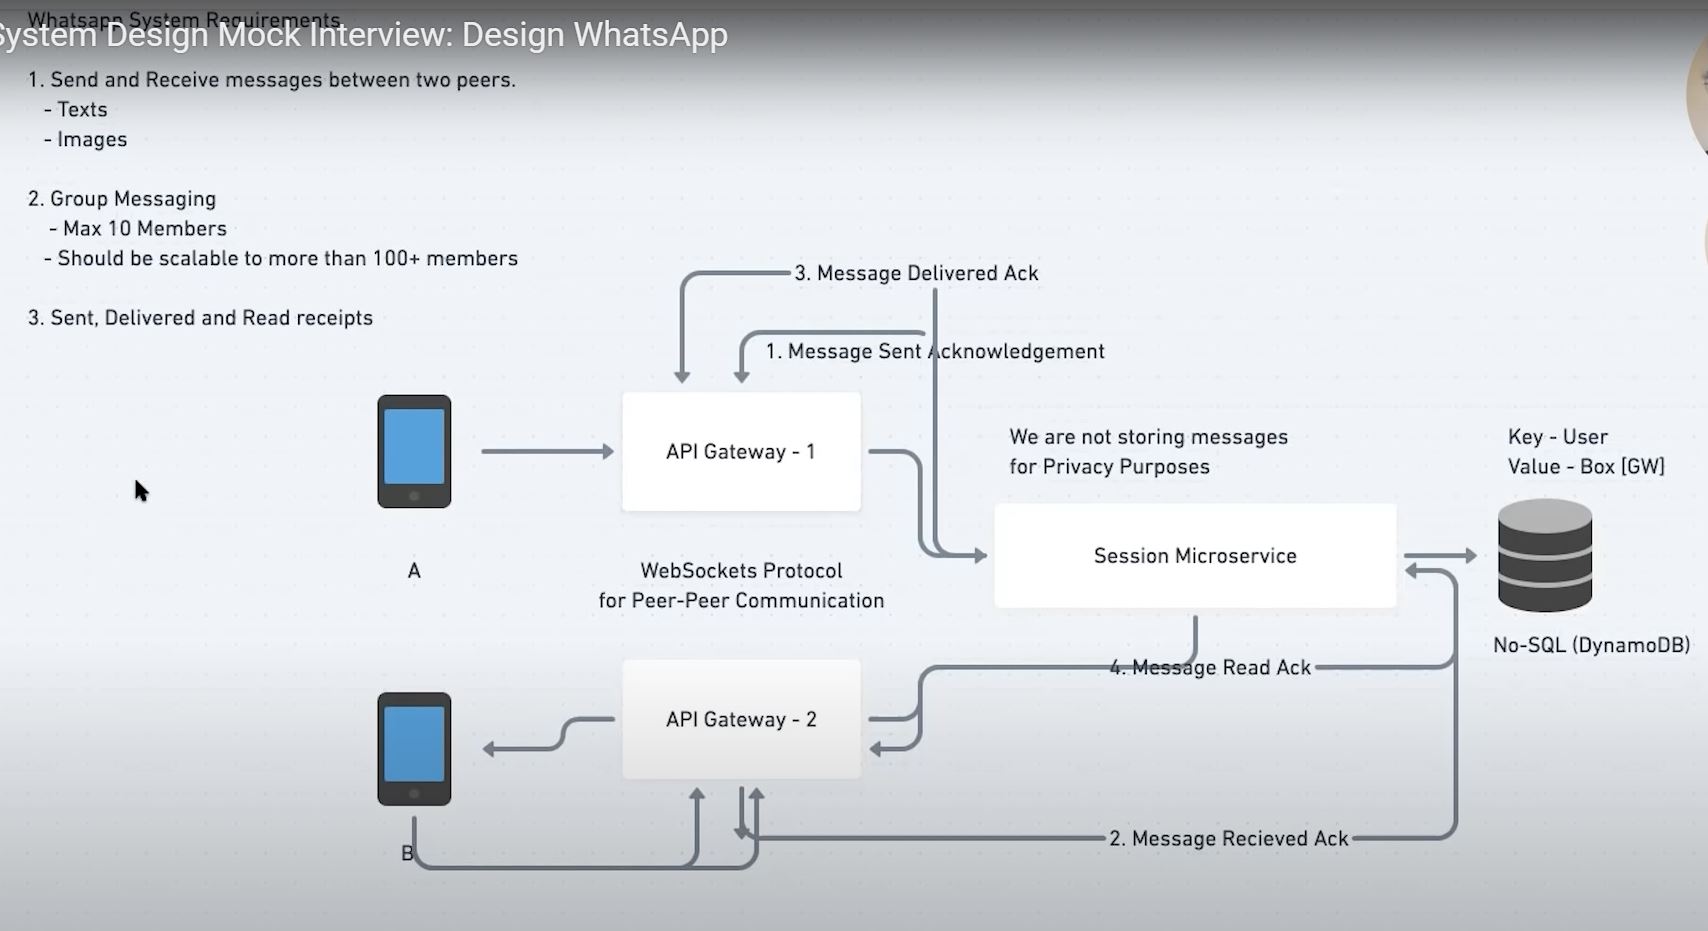 Whatsapp System Requirements
System Design Mock Interview: Design WhatsApp
1. Send and Receive messages between two peers.
- Texts
- Images
2. Group Messaging
- Max 10 Members
- Should be scalable to more than 100+ members
3. Sent, Delivered and Read receipts
3. Message Delivered Ack
1. Message Sent Acknowledgement
API Gateway - 1
We are not storing messages
for Privacy Purposes
Key - User
Value - Box [GW]
Session Microservice
A
WebSockets Protocol
for Peer-Peer Communication
No-SQL (DynamoDB)
4. Message Read Ack
API Gateway - 2
2. Message Recieved Ack
B